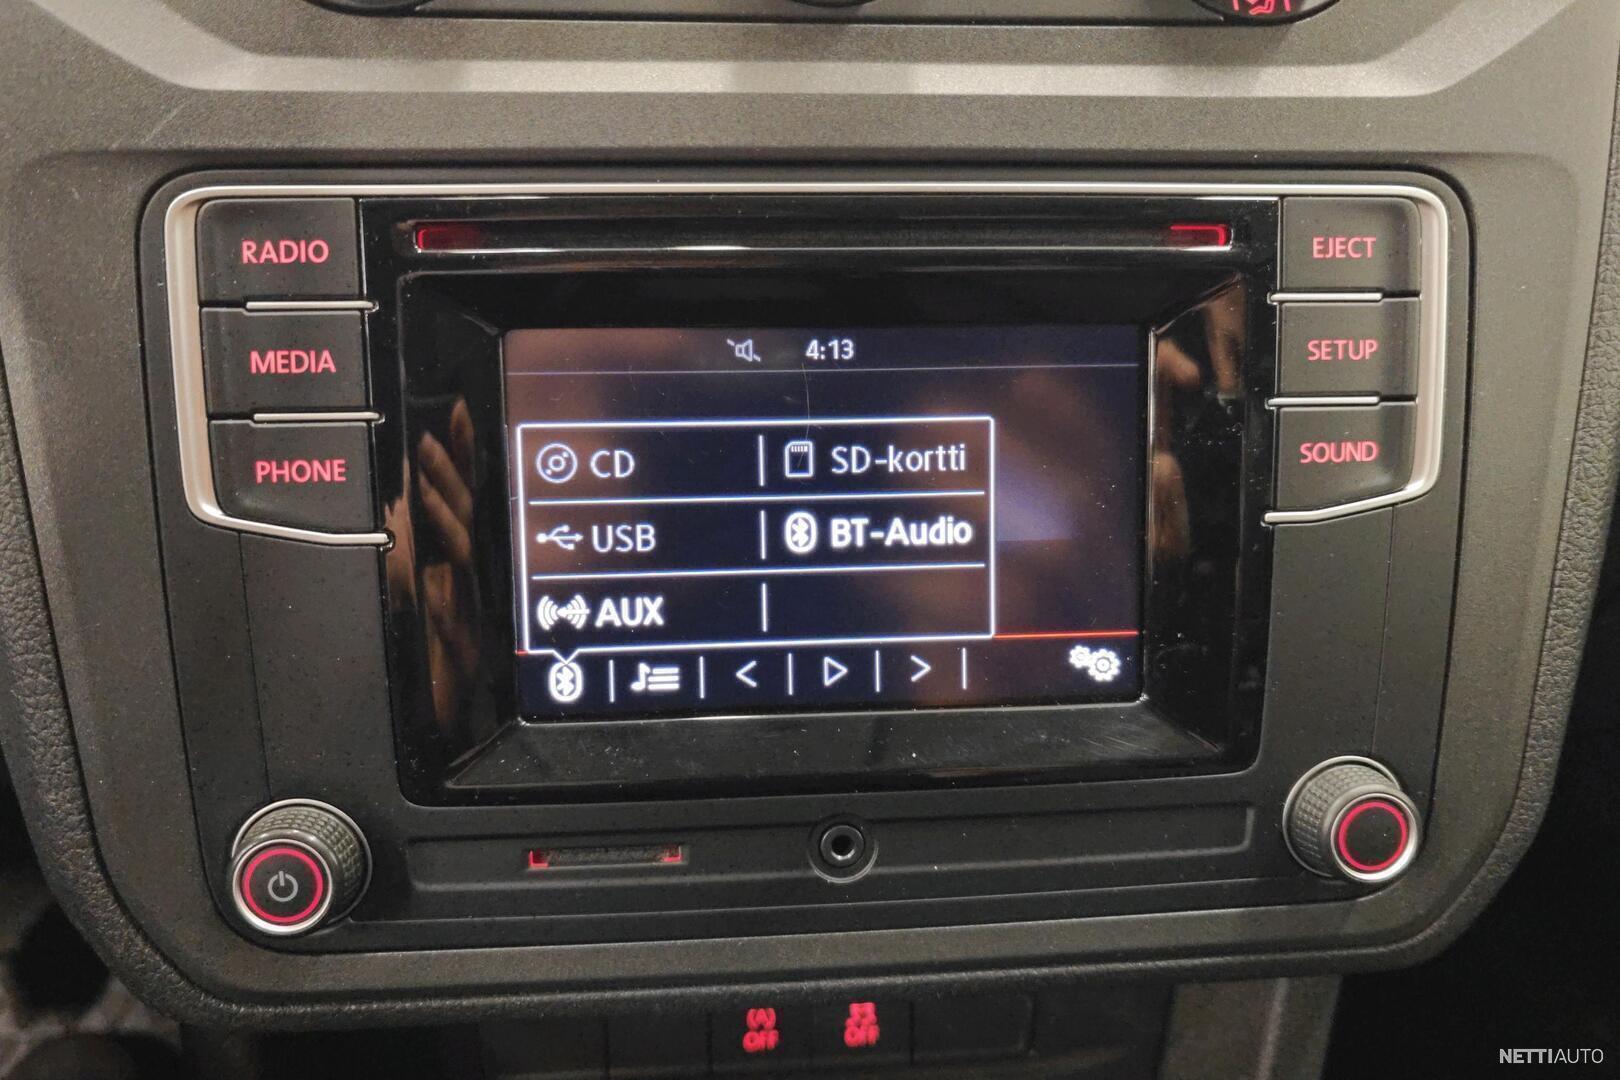 RADIO
MEDIA
PHONE
EJECT
SETUP
SOUND
4:13
CD
SD-kortti
USB
BT-Audio
AUX
(A)
OFF
OFF
NETTIAUTO